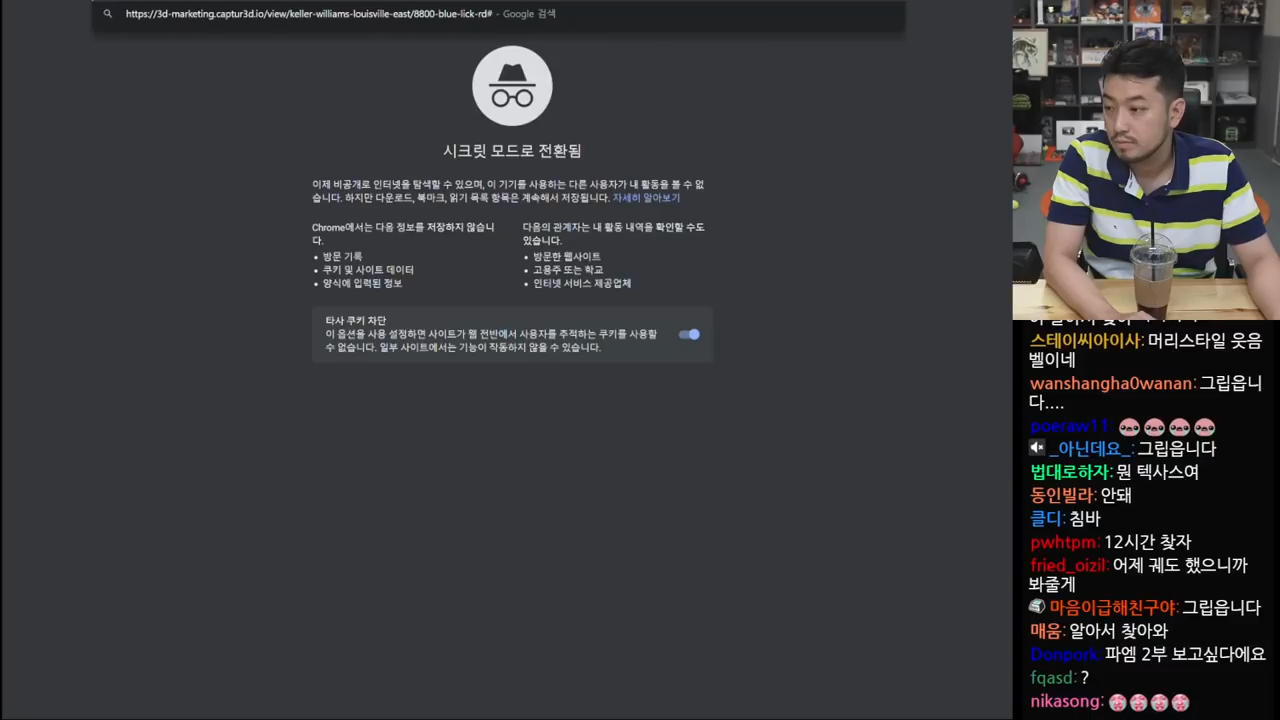 https://3d-marketing.captur3d.io/view/keller-williams-louisville-east/8800-blue-lick-rd# - Google 검색
시크릿 모드로 전환됨
이제 비공개로 인터넷을 탐색할 수 있으며, 이 기기를 사용하는 다른 사용자가 내 활동을 볼 수 없
습니다. 하지만 다운로드, 북마크, 읽기 목록 항목은 계속해서 저장됩니다. 자세히 알아보기
Chrome에서는 다음 정보를 저장하지 않습니
다.
• 방문 기록
• 쿠키 및 사이트 데이터
• 양식에 입력된 정보
다음의 관계자는 내 활동 내역을 확인할 수도
있습니다.
• 방문한 웹사이트
• 고용주 또는 학교
• 인터넷 서비스 제공업체
타사 쿠키 차단
이 옵션을 사용 설정하면 사이트가 웹 전반에서 사용자를 추적하는 쿠키를 사용할
수 없습니다. 일부 사이트에서는 기능이 작동하지 않을 수 있습니다.
스테이씨아이사: 머리스타일 웃음
벨이네
wanshangha0wanan: 그립읍니
다....
poeraw11:
_아닌데요_: 그립읍니다
법대로하자: 뭔 텍사스여
동인빌라: 안돼
클디: 침바
pwhtpm: 12시간 찾자
fried_oizil: 어제 궤도 했으니까
봐줄게
마음이급해친구야: 그립읍니다
매움: 알아서 찾아와
Donpork: 파엠 2부 보고싶다에요
fqasd: ?
nikasong: